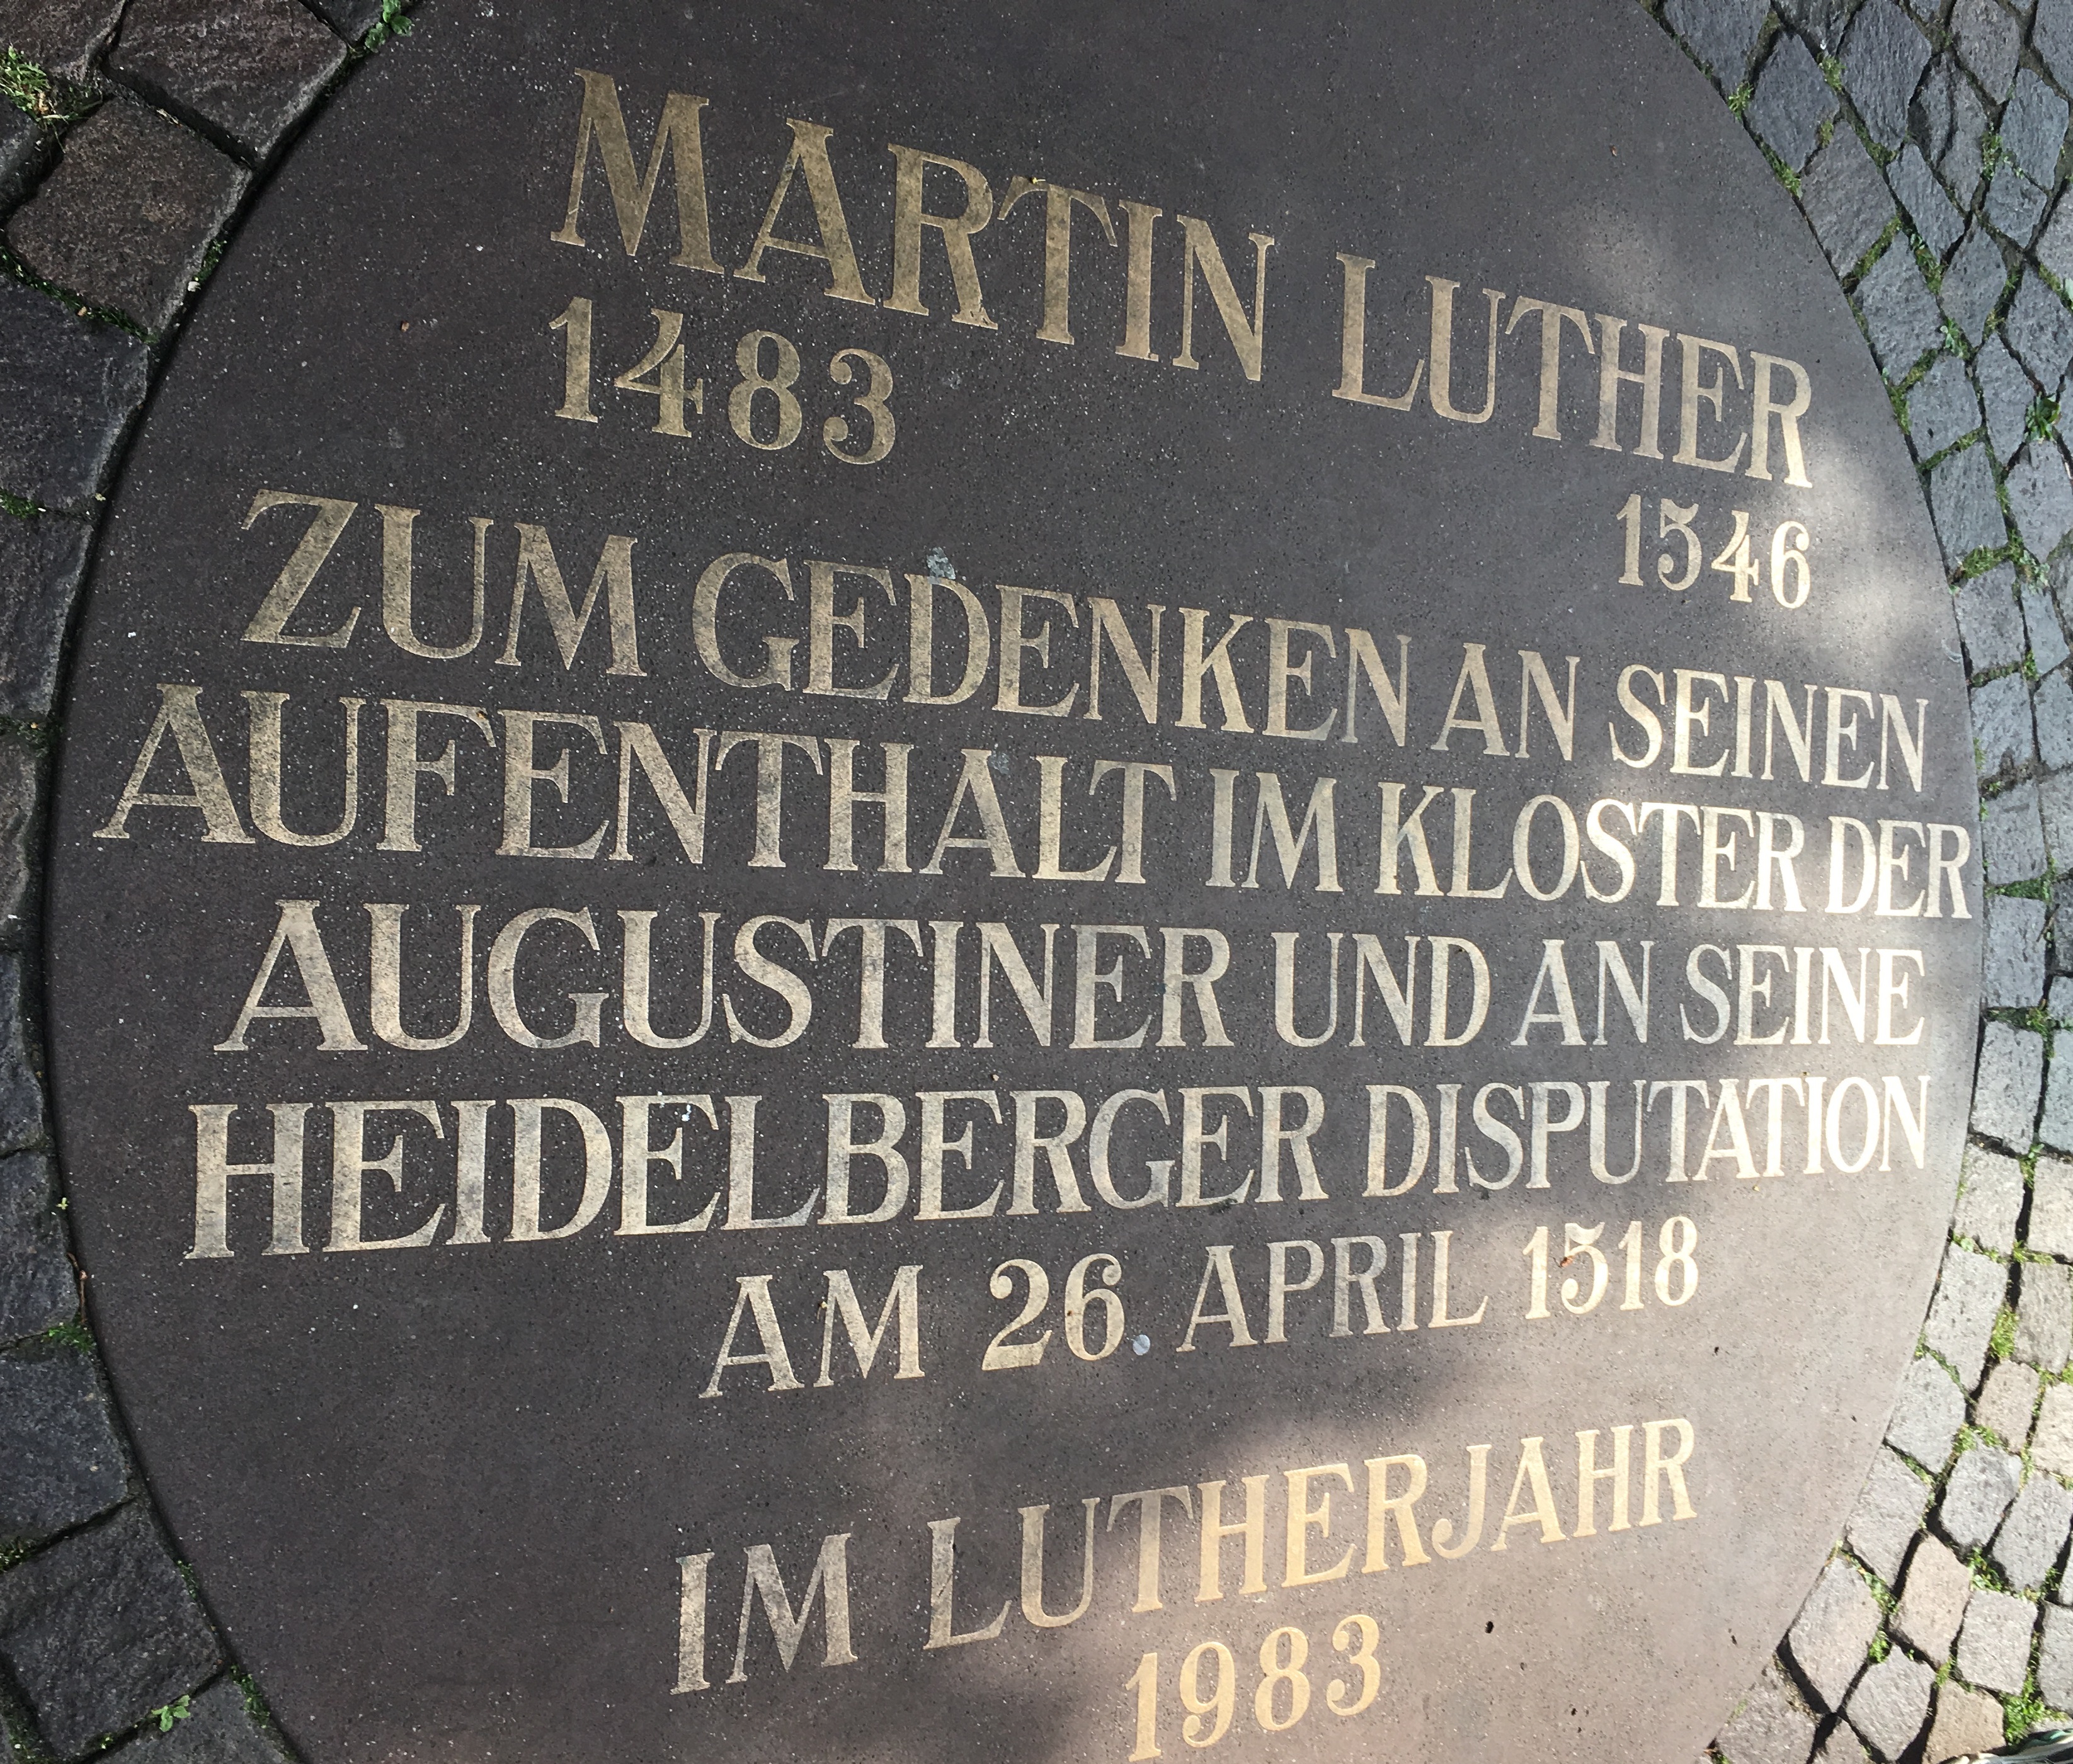 MARTIN LUTHER
1483 1546
ZUM GEDENKEN AN SEINEN
AUFENTHALT IM KLOSTER DER
AUGUSTINER UND AN SEINE
HEIDELBERGER DISPUTATION
AM 26. APRIL 1518
IM LUTHERJAHR
1983